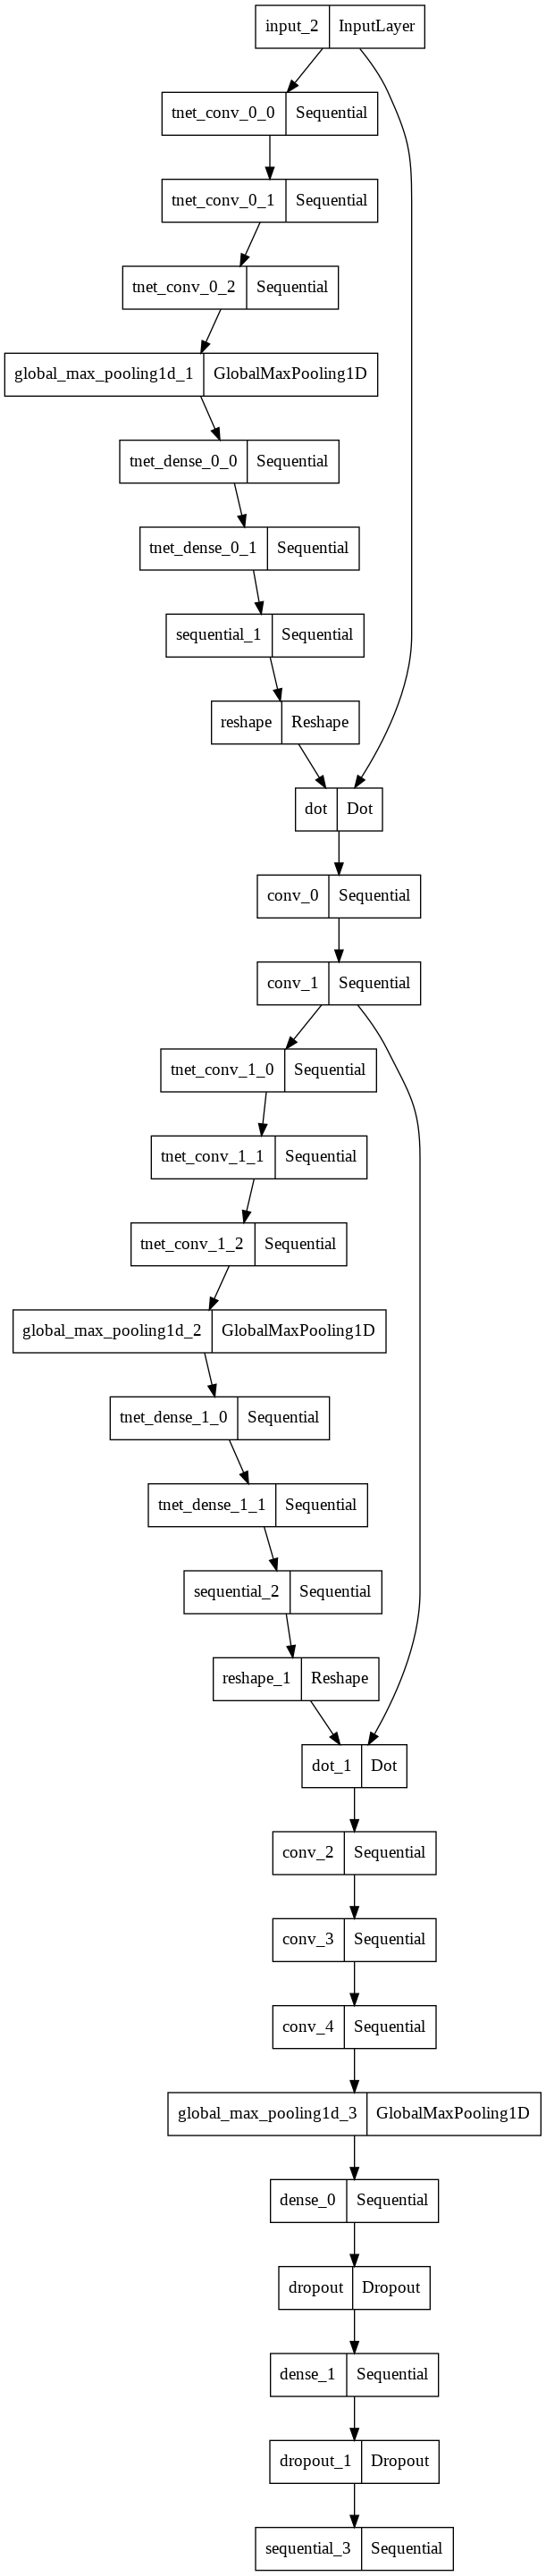 input_2 InputLayer
tnet_conv_0_0 Sequential
tnet_conv_0_1 Sequential
tnet_conv_0_2 Sequential
global_max_pooling1d_1 GlobalMaxPooling1D
tnet_dense_0_0 Sequential
tnet_dense_0_1 Sequential
sequential_1 Sequential
reshape Reshape
dot Dot
conv_0 Sequential
conv_1 Sequential
tnet_conv_1_0 Sequential
tnet_conv_1_1 Sequential
tnet_conv_1_2 Sequential
global_max_pooling1d_2 GlobalMaxPooling1D
tnet_dense_1_0 Sequential
tnet_dense_1_1 Sequential
sequential_2 Sequential
reshape_1 Reshape
dot_1 Dot
conv_2 Sequential
conv_3 Sequential
conv_4 Sequential
global_max_pooling1d_3 GlobalMaxPooling1D
dense_0 Sequential
dropout Dropout
dense_1 Sequential
dropout_1 Dropout
sequential_3 Sequential